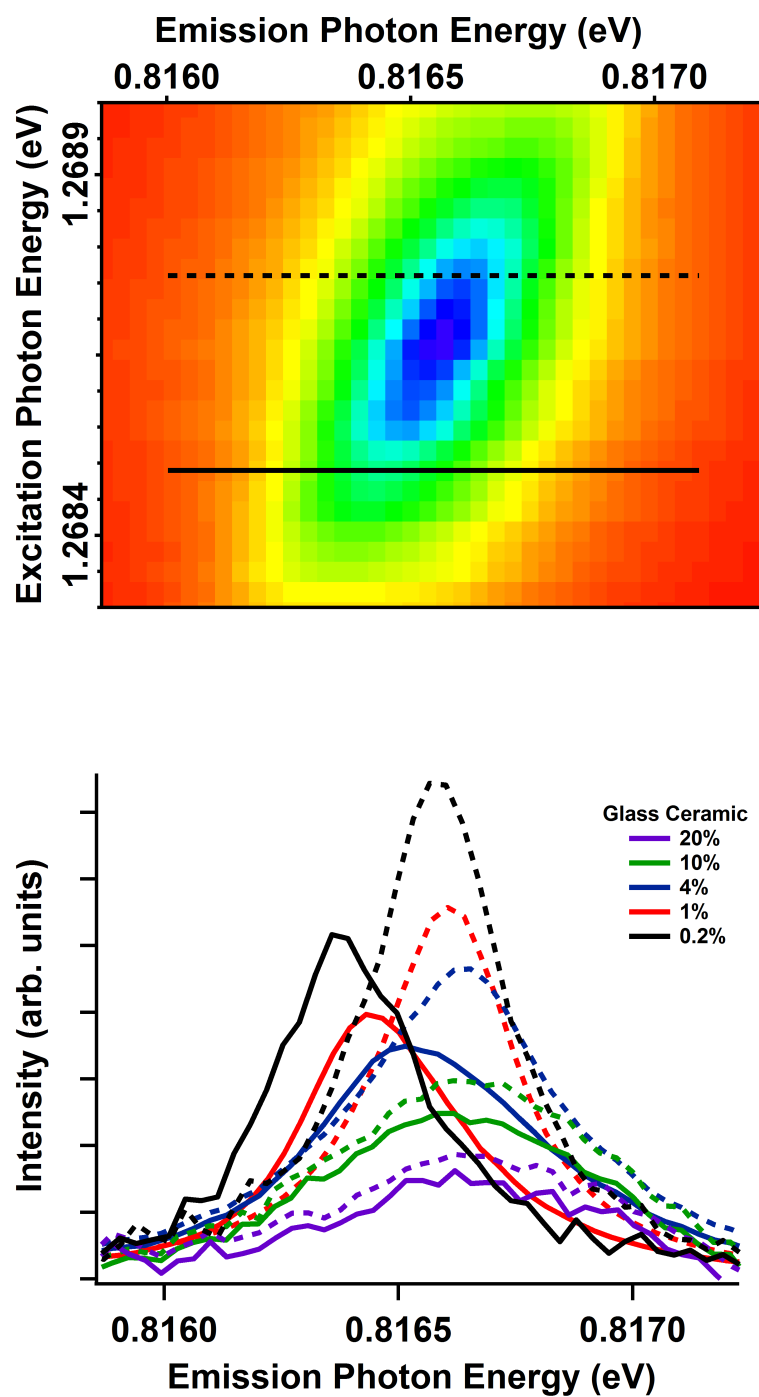 Emission Photon Energy (eV)
0.8160 0.8165 0.8170
Excitation Photon Energy (eV)
1.2689
1.2684
Intensity (arb. units)
Glass Ceramic
20%
10%
4%
1%
0.2%
0.8160 0.8165 0.8170
Emission Photon Energy (eV)